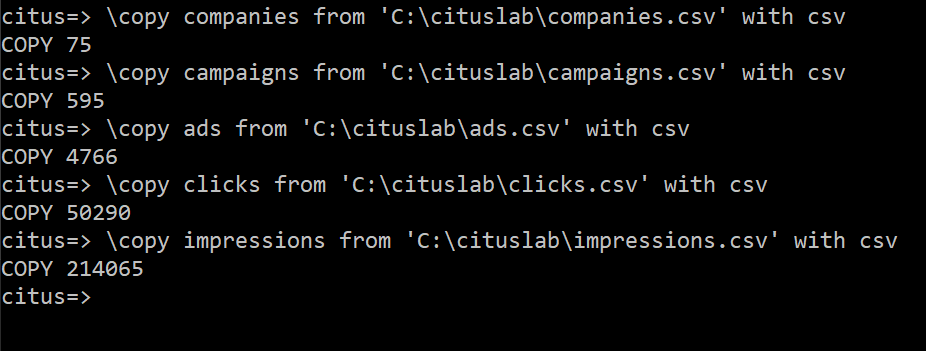 citus=> \copy companies from 'C:\cituslab\companies.csv' with csv
COPY 75
citus=> \copy campaigns from 'C:\cituslab\campaigns.csv' with csv
COPY 595
citus=> \copy ads from 'C:\cituslab\ads.csv' with csv
COPY 4766
citus=> \copy clicks from 'C:\cituslab\clicks.csv' with csv
COPY 50290
citus=> \copy impressions from 'C:\cituslab\impressions.csv' with csv
COPY 214065
citus=>